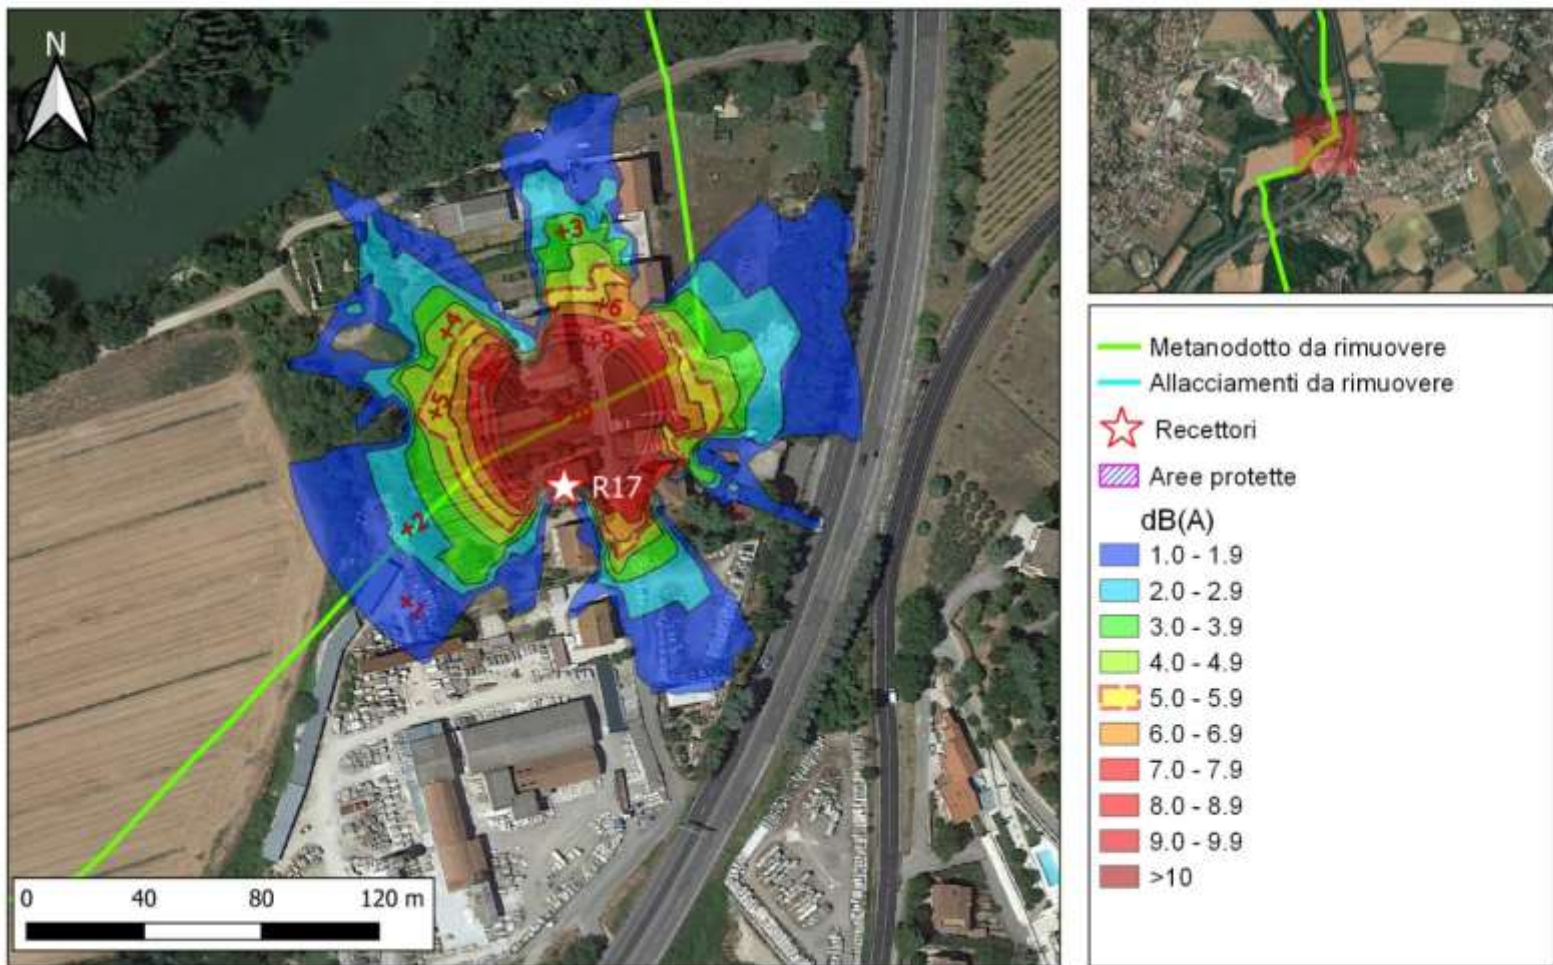 N
+3
+6
+9
+4
+5
R17
+2
0 40 80 120 m
Metanodotto da rimuovere
Allacciamenti da rimuovere
Recettori
Aree protette
dB(A)
1.0 - 1.9
2.0 - 2.9
3.0 - 3.9
4.0 - 4.9
5.0 - 5.9
6.0 - 6.9
7.0 - 7.9
8.0 - 8.9
9.0 - 9.9
>10